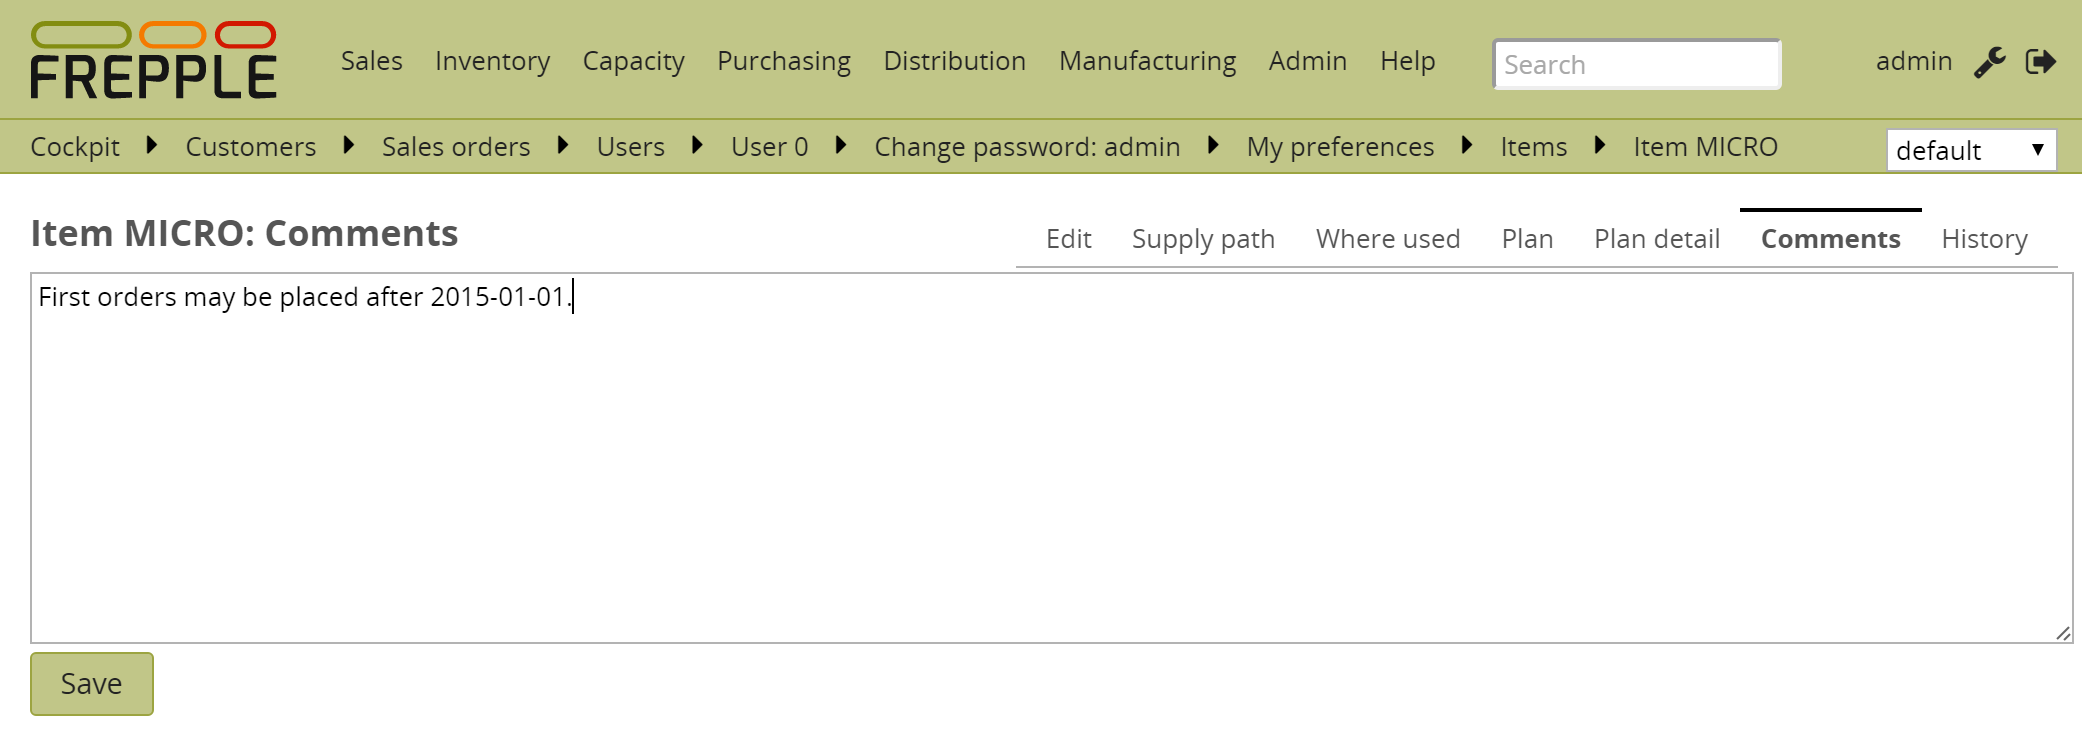 FREPPLE
Sales Inventory Capacity Purchasing Distribution Manufacturing Admin Help Search admin
Cockpit Customers Sales orders Users User 0 Change password: admin My preferences Items Item MICRO default
Item MICRO: Comments
Edit Supply path Where used Plan Plan detail Comments History
First orders may be placed after 2015-01-01.
Save